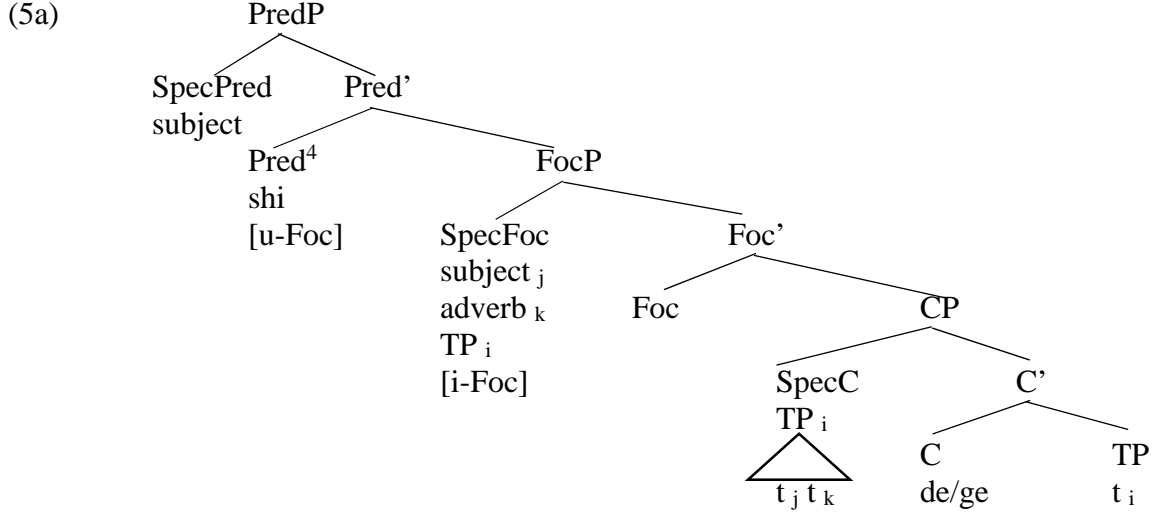 (5a) PredP
SpecPred Pred’
subject
Pred⁴ FocP
shi
[u-Foc] SpecFoc Foc’
subject j
adverb k Foc CP
TP i
[i-Foc] SpecC C’
TP i
C TP
t j t k de/ge t i